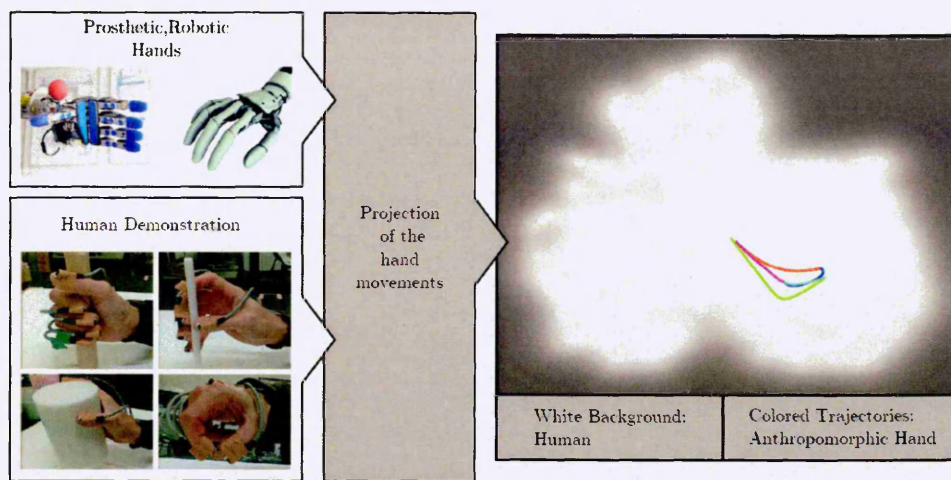 Prosthetic,Robotic
Hands
Human Demonstration
Projection
of the
hand
movements
White Background:
Human
Colored Trajectories:
Anthropomorphic Hand